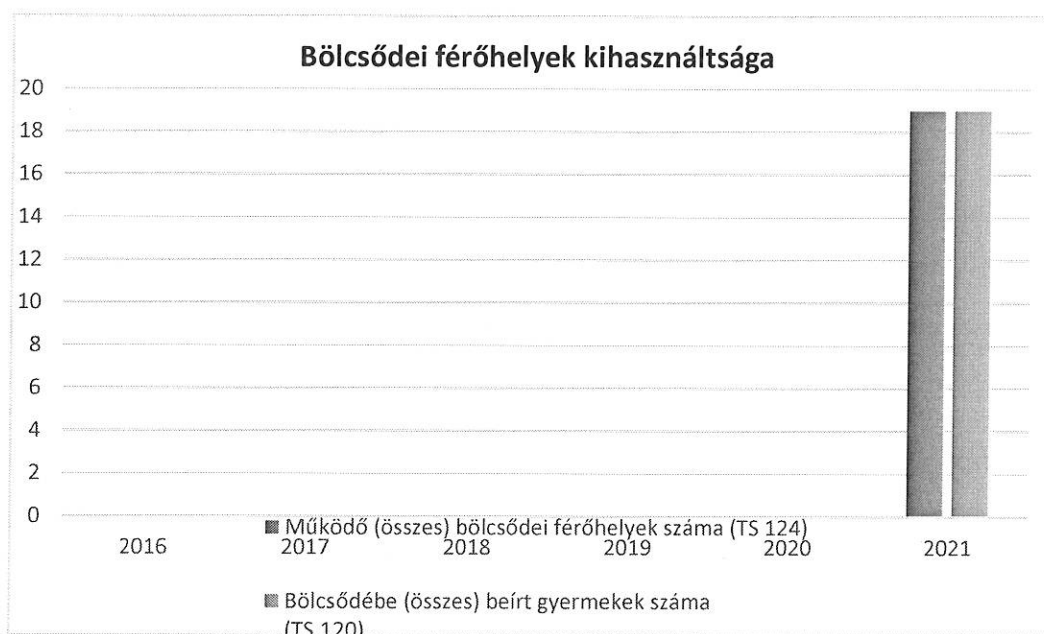 Bölcsődei férőhelyek kihasználtsága
20
18
16
14
12
10
8
6
4
2
0
■ Működő (összes) bölcsődei férőhelyek száma (TS 124)
2016 2017 2018 2019 2020 2021
■ Bölcsődébe (összes) beírt gyermekek száma
(TS 120)